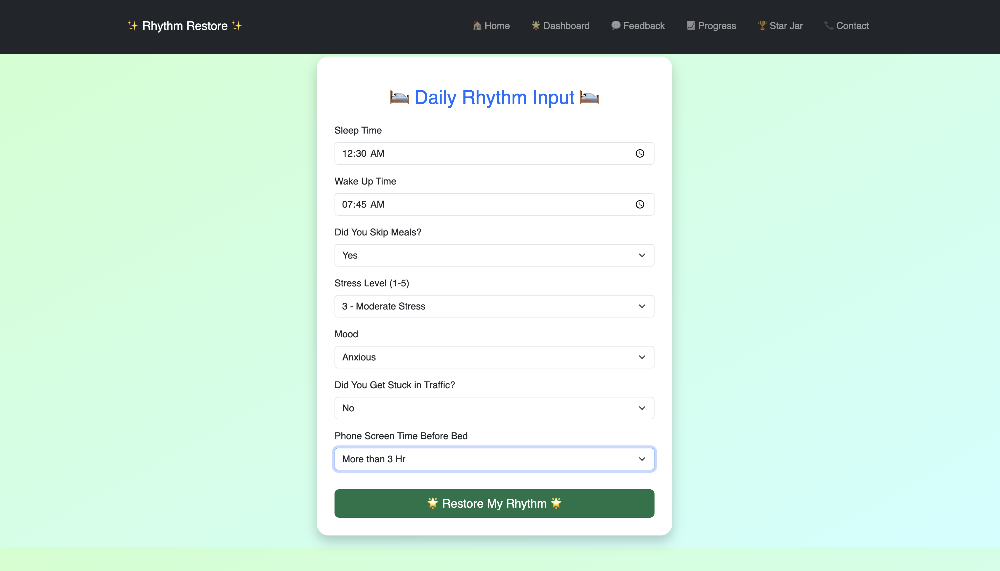 ✨ Rhythm Restore ✨
🏠 Home 🌟 Dashboard 💬 Feedback 📈 Progress 🏆 Star Jar 📞 Contact
🛌 Daily Rhythm Input 🛌
Sleep Time
12:30 AM
Wake Up Time
07:45 AM
Did You Skip Meals?
Yes
Stress Level (1-5)
3 - Moderate Stress
Mood
Anxious
Did You Get Stuck in Traffic?
No
Phone Screen Time Before Bed
More than 3 Hr
🌟 Restore My Rhythm 🌟